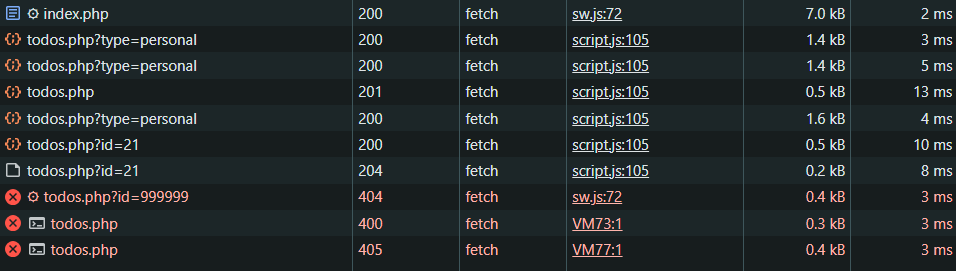 index.php 200 fetch sw.js:72 7.0 kB 2 ms
todos.php?type=personal 200 fetch script.js:105 1.4 kB 3 ms
todos.php?type=personal 200 fetch script.js:105 1.4 kB 5 ms
todos.php 201 fetch script.js:105 0.5 kB 13 ms
todos.php?type=personal 200 fetch script.js:105 1.6 kB 4 ms
todos.php?id=21 200 fetch script.js:105 0.5 kB 10 ms
todos.php?id=21 204 fetch script.js:105 0.2 kB 8 ms
todos.php?id=999999 404 fetch sw.js:72 0.4 kB 3 ms
todos.php 400 fetch VM73:1 0.3 kB 3 ms
todos.php 405 fetch VM77:1 0.4 kB 3 ms